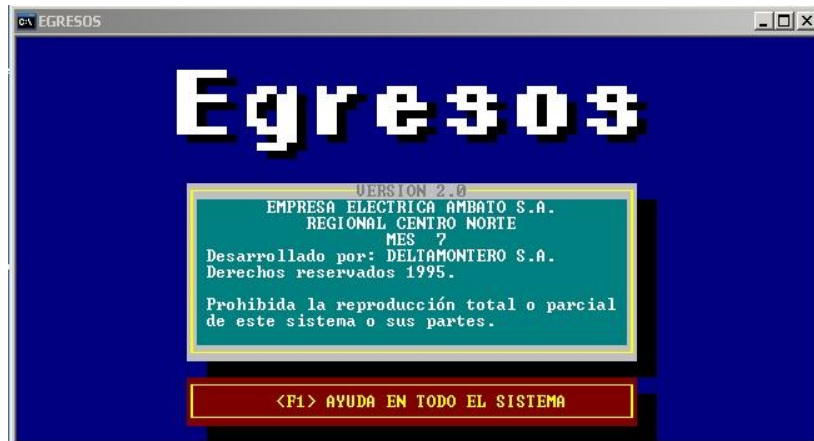 C:\ EGRESOS
Egresos
VERSION 2.0
EMPRESA ELECTRICA AMBATO S.A.
REGIONAL CENTRO NORTE
MES 7
Desarrollado por: DELTAMONTERO S.A.
Derechos reservados 1995.
Prohibida la reproducción total o parcial
de este sistema o sus partes.
<F1> AYUDA EN TODO EL SISTEMA